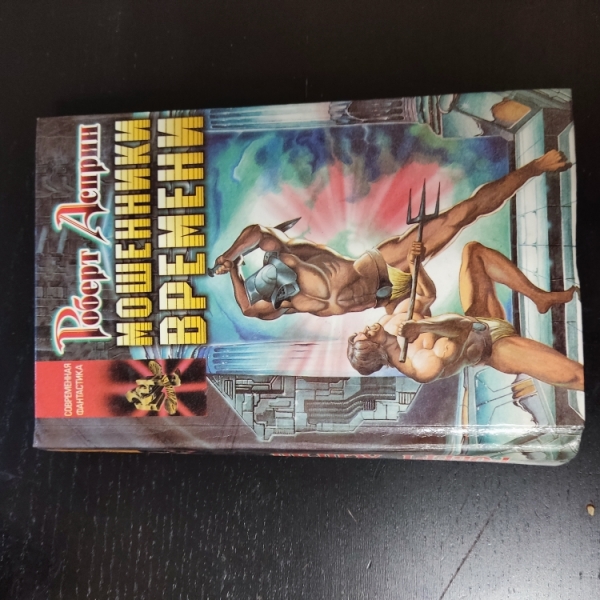 Роберт Асприн
МОШЕННИКИ
ВРЕМЕНИ
СОВРЕМЕННАЯ
ФАНТАСТИКА